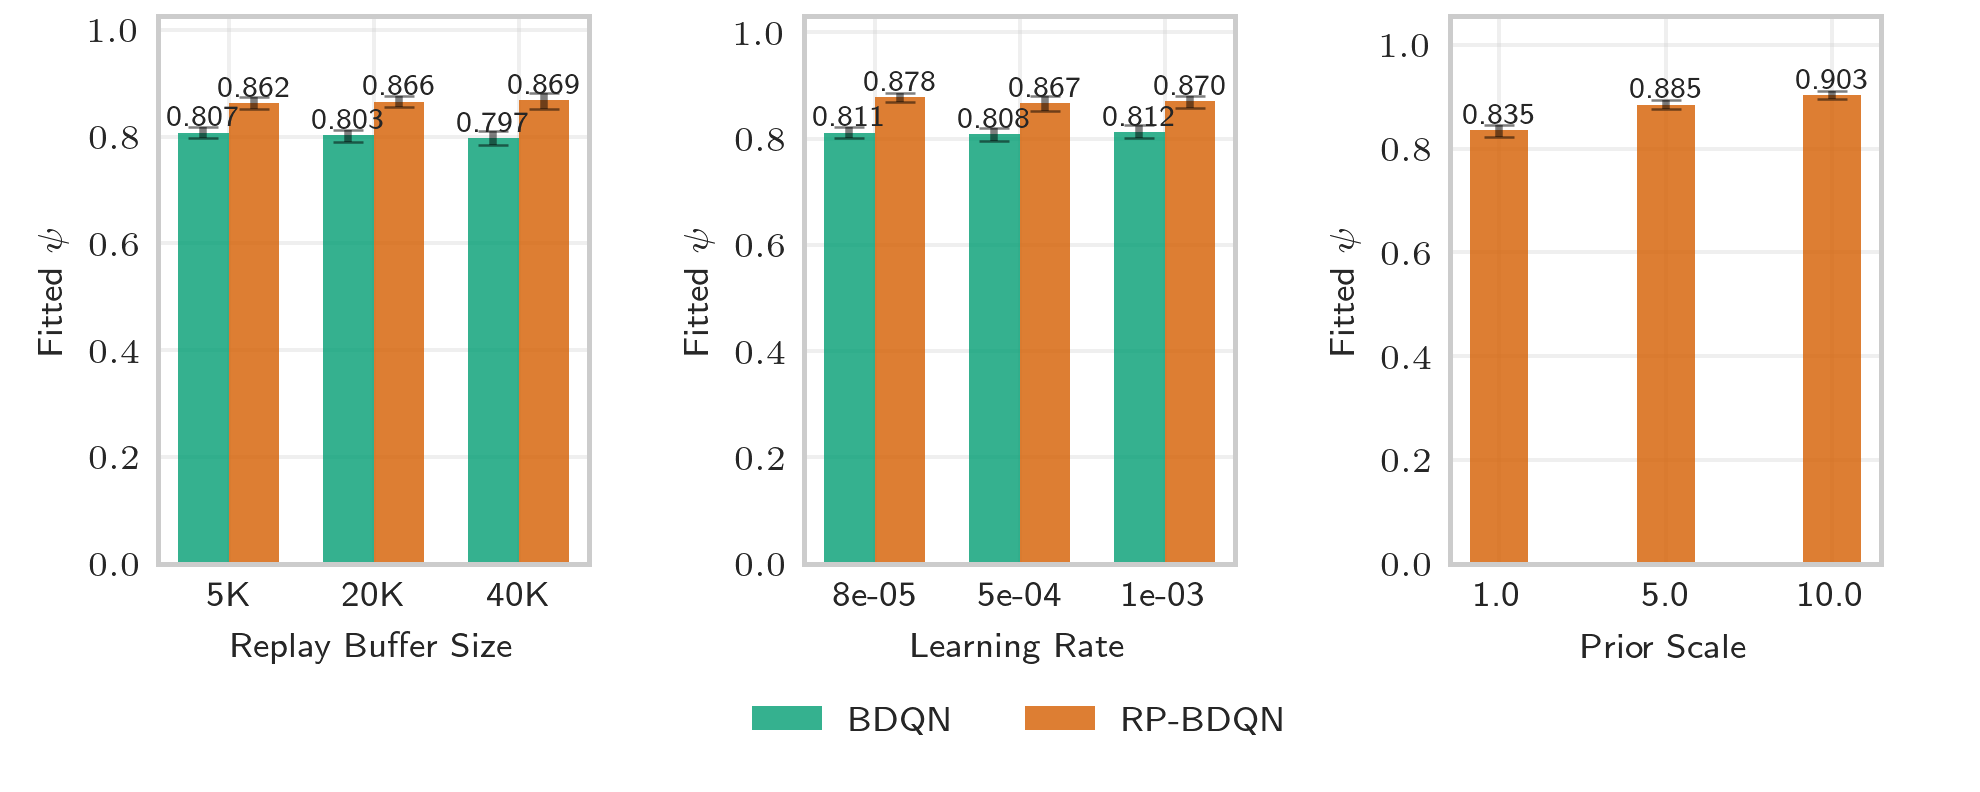 Fitted ψ
1.0
0.8
0.6
0.4
0.2
0.0
0.807
0.862
0.803
0.866
0.797
0.869
5K
20K
40K
Replay Buffer Size
Fitted ψ
1.0
0.8
0.6
0.4
0.2
0.0
0.811
0.878
0.808
0.867
0.812
0.870
8e-05
5e-04
1e-03
Learning Rate
Fitted ψ
1.0
0.8
0.6
0.4
0.2
0.0
0.835
0.885
0.903
1.0
5.0
10.0
Prior Scale
BDQN
RP-BDQN